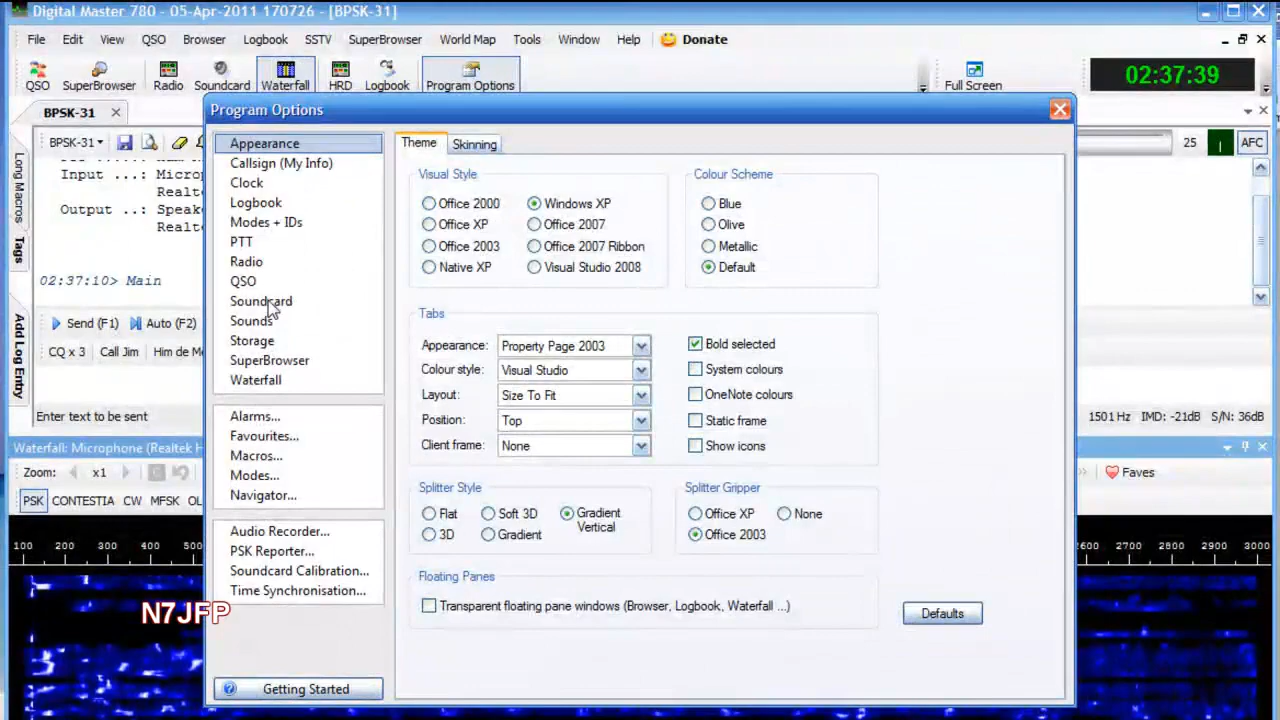 Digital Master 780 - 05-Apr-2011 170726 - [BPSK-31]
File Edit View QSO Browser Logbook SSTV SuperBrowser World Map Tools Window Help Donate
QSO SuperBrowser Radio Soundcard Waterfall HRD Logbook Program Options Full Screen 02:37:39
BPSK-31
BPSK-31 25 AFC
Long Macros
Tags
Add Log Entry
Input ...:
Output ..:
02:37:10> Main
Send (F1) Auto (F2)
CQ x 3 Call Jim
Enter text to be sent
1501 Hz IMD: -21dB S/N: 36dB
Program Options
Appearance
Callsign (My Info)
Clock
Logbook
Modes + IDs
PTT
Radio
QSO
Soundcard
Sounds
Storage
SuperBrowser
Waterfall
Alarms...
Favourites...
Macros...
Modes...
Navigator...
Audio Recorder...
PSK Reporter...
Soundcard Calibration...
Time Synchronisation...
Getting Started
Theme Skinning
Visual Style
Office 2000 Windows XP
Office XP Office 2007
Office 2003 Office 2007 Ribbon
Native XP Visual Studio 2008
Colour Scheme
Blue
Olive
Metallic
Default
Tabs
Appearance: Property Page 2003 Bold selected
Colour style: Visual Studio System colours
Layout: Size To Fit OneNote colours
Position: Top Static frame
Client frame: None Show icons
Splitter Style
Flat Soft 3D Gradient Vertical
3D Gradient
Splitter Gripper
Office XP None
Office 2003
Floating Panes
Transparent floating pane windows (Browser, Logbook, Waterfall ...)
Defaults
Waterfall: Microphone (Realtek
Zoom: x1 Faves
PSK CONTESTIA CW MFSK
100 200 300 400 2700 2800 2900 3000
N7JFP